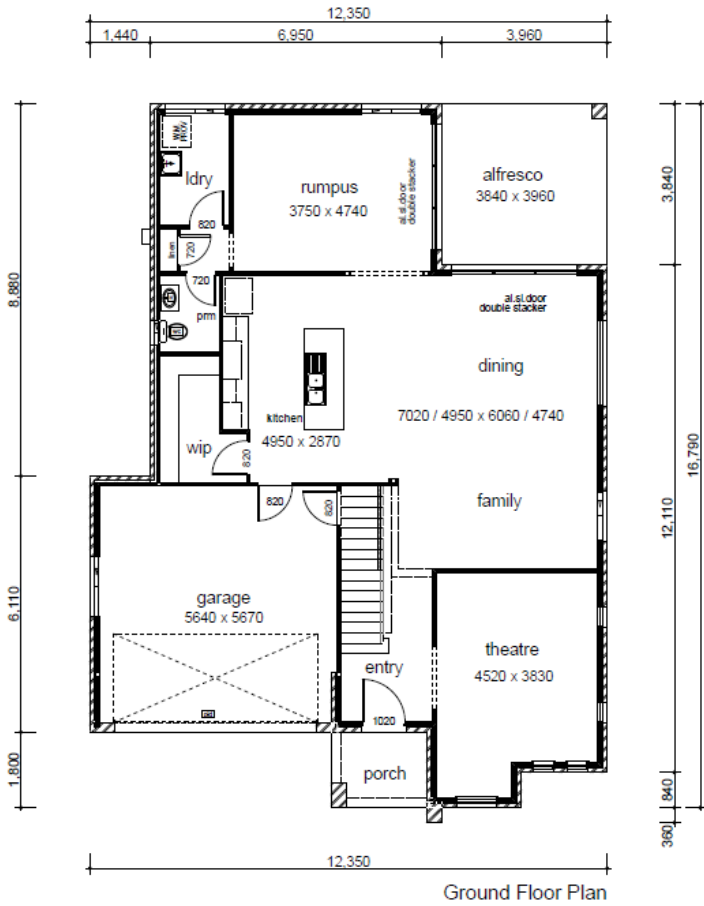 12,350
1,440
6,950
3,960
WM
PROV
ldry
rumpus
3750 x 4740
al.sl.door
double stacker
alfresco
3840 x 3960
3,840
820
linen
720
8,880
720
prm
wc
al.sl.door
double stacker
dining
7020 / 4950 x 6060 / 4740
kitchen
4950 x 2870
wip
820
16,790
820
820
family
12,110
6,110
garage
5640 x 5670
theatre
4520 x 3830
entry
1020
1,800
porch
840
360
12,350
Ground Floor Plan